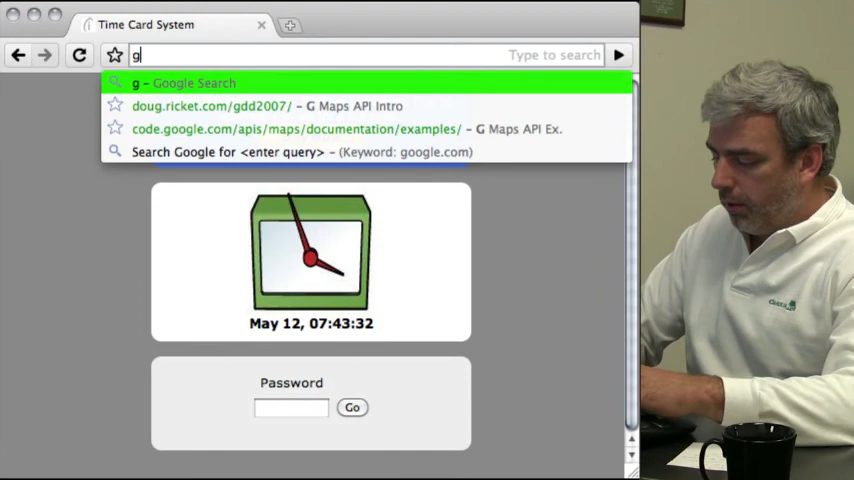 Time Card System
g
Type to search
g – Google Search
doug.ricket.com/gdd2007/ – G Maps API Intro
code.google.com/apis/maps/documentation/examples/ – G Maps API Ex.
Search Google for <enter query> – (Keyword: google.com)
May 12, 07:43:32
Password
Go